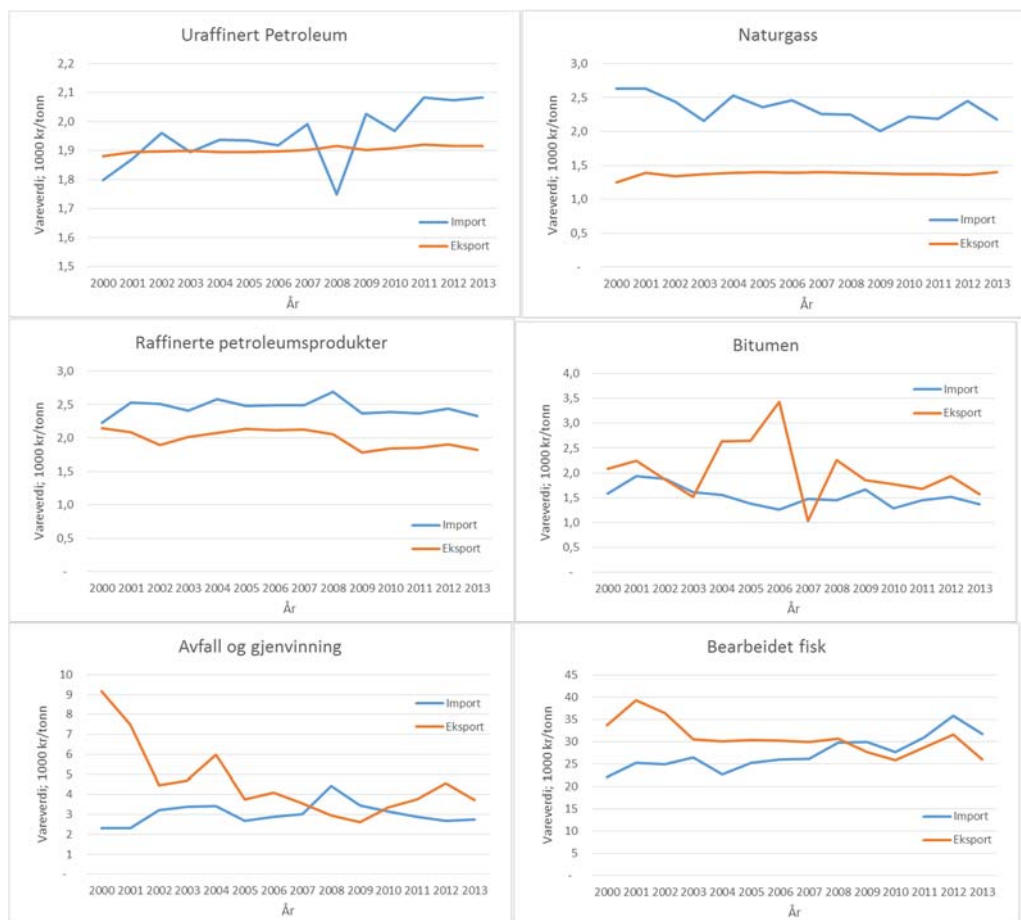 Uraffinert Petroleum
Vareverdi; 1000 kr/tonn
2,2
2,1
2,0
1,9
1,8
1,7
1,6
1,5
Import
Eksport
2000 2001 2002 2003 2004 2005 2006 2007 2008 2009 2010 2011 2012 2013
År
Naturgass
Vareverdi; 1000 kr/tonn
3,0
2,5
2,0
1,5
1,0
0,5
-
Import
Eksport
2000 2001 2002 2003 2004 2005 2006 2007 2008 2009 2010 2011 2012 2013
År
Raffinerte petroleumsprodukter
Vareverdi; 1000 kr/tonn
3,0
2,5
2,0
1,5
1,0
0,5
-
Import
Eksport
2000 2001 2002 2003 2004 2005 2006 2007 2008 2009 2010 2011 2012 2013
År
Bitumen
Vareverdi; 1000 kr/tonn
4,0
3,5
3,0
2,5
2,0
1,5
1,0
0,5
-
Import
Eksport
2000 2001 2002 2003 2004 2005 2006 2007 2008 2009 2010 2011 2012 2013
År
Avfall og gjenvinning
Vareverdi; 1000 kr/tonn
10
9
8
7
6
5
4
3
2
1
-
Import
Eksport
2000 2001 2002 2003 2004 2005 2006 2007 2008 2009 2010 2011 2012 2013
År
Bearbeidet fisk
Vareverdi; 1000 kr/tonn
45
40
35
30
25
20
15
10
5
-
Import
Eksport
2000 2001 2002 2003 2004 2005 2006 2007 2008 2009 2010 2011 2012 2013
År